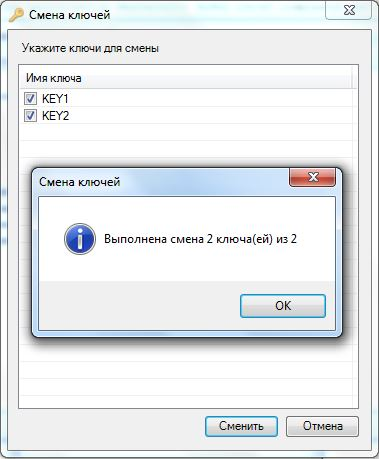 Смена ключей
Укажите ключи для смены
Имя ключа
KEY1
KEY2
Смена ключей
Выполнена смена 2 ключа(ей) из 2
OK
Сменить
Отмена